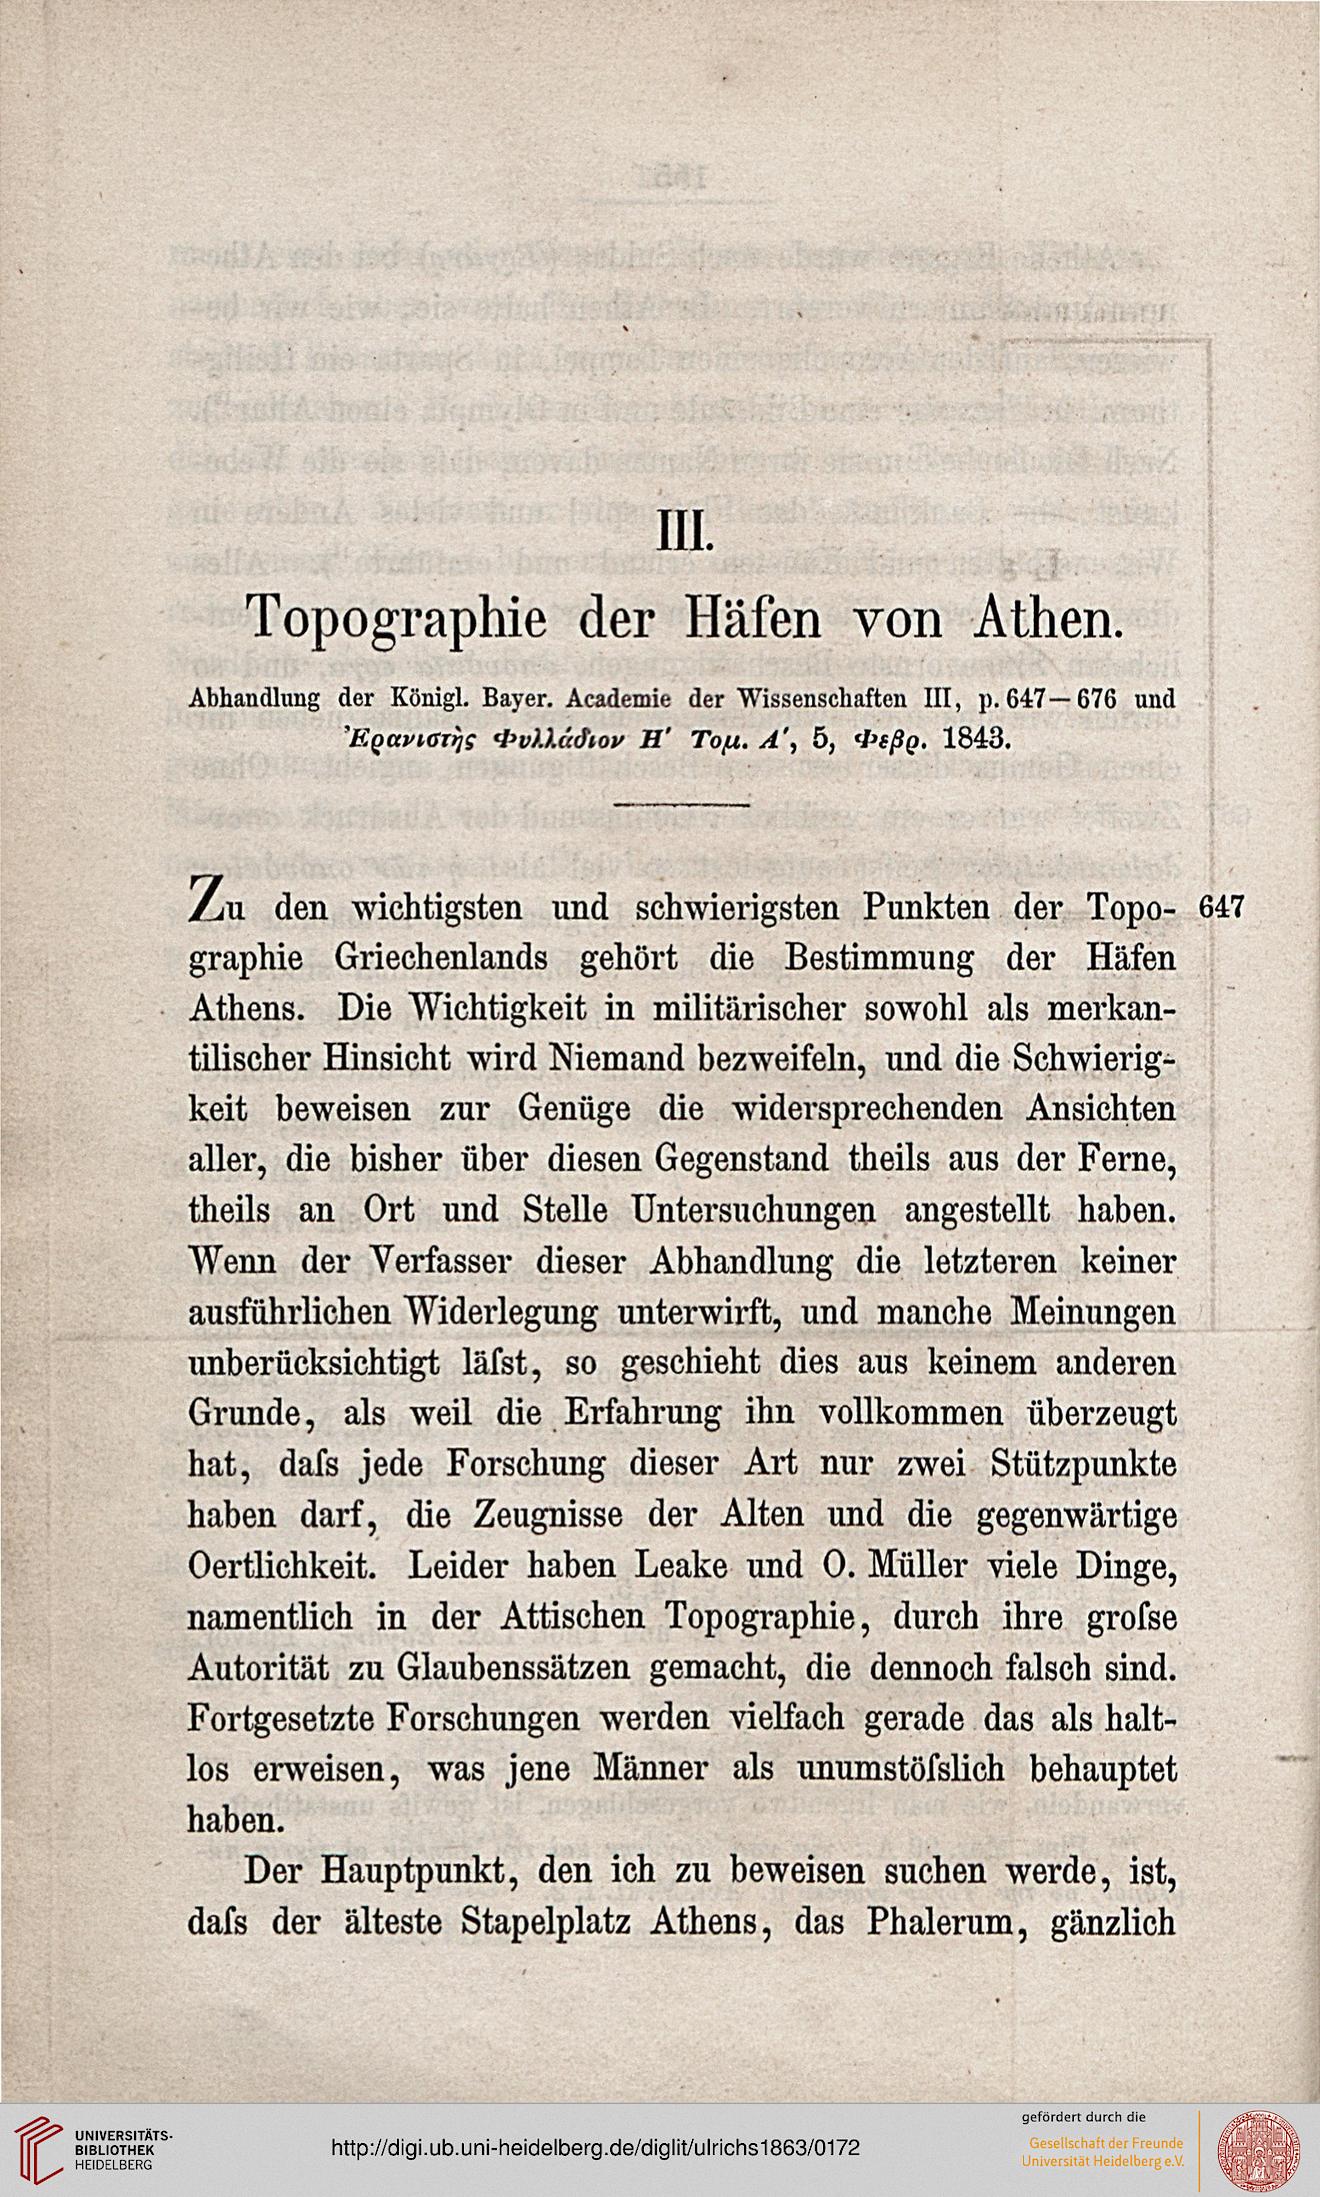 III.
Topographie der Häfen von Athen.
Abhandlung der Königl. Bayer. Academie der Wissenschaften III, p. 647—676 und
Ἐρανιστὴς Φυλλάδιον Η' Τομ. Α', 5, Φεβρ. 1843.
Zu den wichtigsten und schwierigsten Punkten der Topo- 647
graphie Griechenlands gehört die Bestimmung der Häfen
Athens. Die Wichtigkeit in militärischer sowohl als merkan-
tilischer Hinsicht wird Niemand bezweifeln, und die Schwierig-
keit beweisen zur Genüge die widersprechenden Ansichten
aller, die bisher über diesen Gegenstand theils aus der Ferne,
theils an Ort und Stelle Untersuchungen angestellt haben.
Wenn der Verfasser dieser Abhandlung die letzteren keiner
ausführlichen Widerlegung unterwirft, und manche Meinungen
unberücksichtigt läſst, so geschieht dies aus keinem anderen
Grunde, als weil die Erfahrung ihn vollkommen überzeugt
hat, daſs jede Forschung dieser Art nur zwei Stützpunkte
haben darf, die Zeugnisse der Alten und die gegenwärtige
Oertlichkeit. Leider haben Leake und O. Müller viele Dinge,
namentlich in der Attischen Topographie, durch ihre groſse
Autorität zu Glaubenssätzen gemacht, die dennoch falsch sind.
Fortgesetzte Forschungen werden vielfach gerade das als halt-
los erweisen, was jene Männer als unumstöſslich behauptet
haben.
Der Hauptpunkt, den ich zu beweisen suchen werde, ist,
daſs der älteste Stapelplatz Athens, das Phalerum, gänzlich
UNIVERSITÄTS-
BIBLIOTHEK
HEIDELBERG
http://digi.ub.uni-heidelberg.de/diglit/ulrichs1863/0172
gefördert durch die
Gesellschaft der Freunde
Universität Heidelberg e.V.